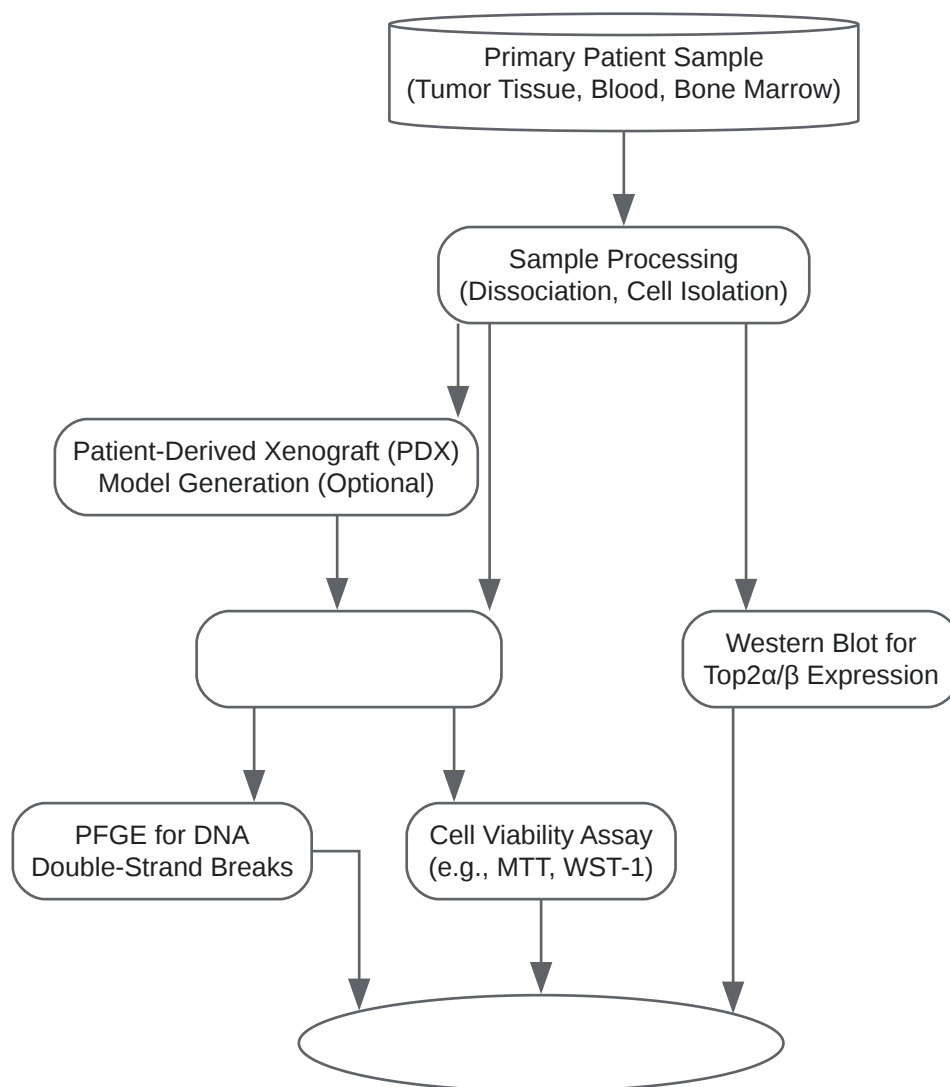 Primary Patient Sample
(Tumor Tissue, Blood, Bone Marrow)
Sample Processing
(Dissociation, Cell Isolation)
Patient-Derived Xenograft (PDX)
Model Generation (Optional)
Western Blot for
Top2α/β Expression
PFGE for DNA
Double-Strand Breaks
Cell Viability Assay
(e.g., MTT, WST-1)